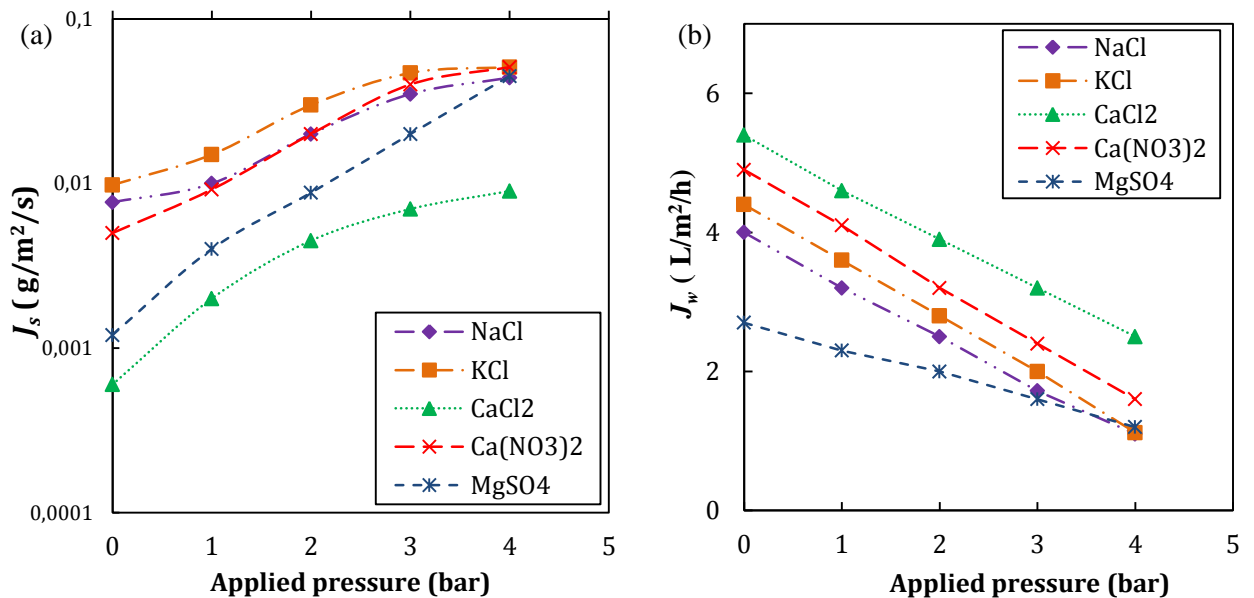 (a)
J_s ( g/m²/s)
0,1
0,01
0,001
0,0001
NaCl
KCl
CaCl2
Ca(NO3)2
MgSO4
0 1 2 3 4 5
Applied pressure (bar)
(b)
J_w ( L/m²/h)
6
4
2
0
NaCl
KCl
CaCl2
Ca(NO3)2
MgSO4
0 1 2 3 4 5
Applied pressure (bar)